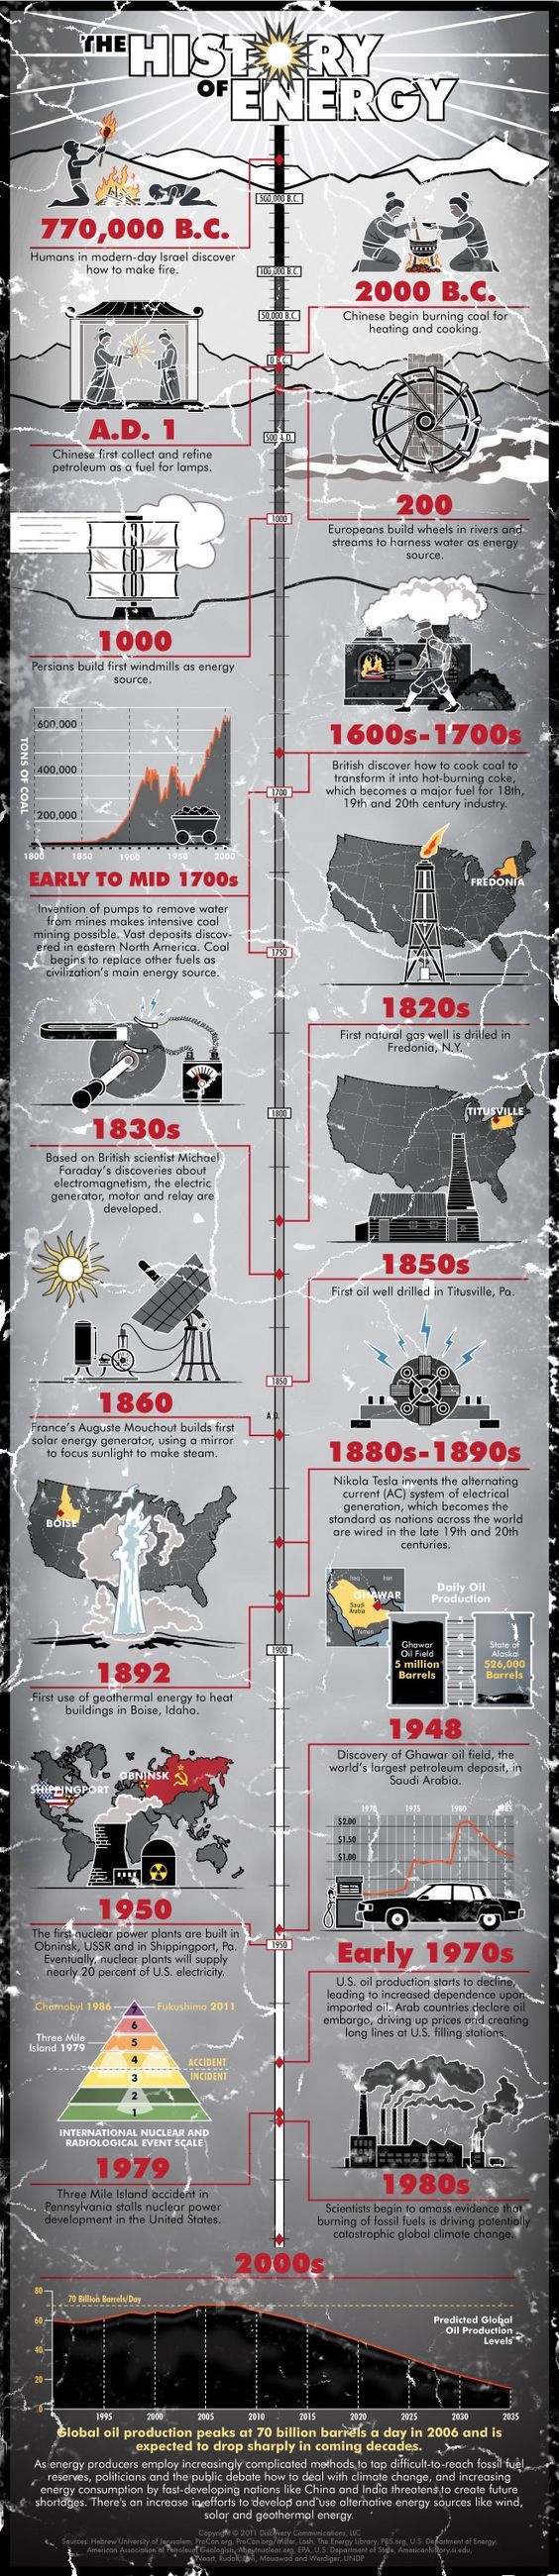 THE HISTORY
OF ENERGY
500,000 B.C.
770,000 B.C.
Humans in modern-day Israel discover
how to make fire.
100,000 B.C.
2000 B.C.
Chinese begin burning coal for
heating and cooking.
50,000 B.C.
0 B.C.
A.D. 1
Chinese first collect and refine
petroleum as a fuel for lamps.
500 A.D.
200
Europeans build wheels in rivers and
streams to harness water as energy
source.
1000
1000
Persians build first windmills as energy
source.
1600s-1700s
British discover how to cook coal to
transform it into hot-burning coke,
which becomes a major fuel for 18th,
19th and 20th century industry.
TONS OF COAL
600,000
400,000
200,000
1800 1850 1900 1950 2000
1700
EARLY TO MID 1700s
Invention of pumps to remove water
from mines makes intensive coal
mining possible. Vast deposits discov-
ered in eastern North America. Coal
begins to replace other fuels as
civilization's main energy source.
FREDONIA
1750
1820s
First natural gas well is drilled in
Fredonia, N.Y.
1800
1830s
Based on British scientist Michael
Faraday's discoveries about
electromagnetism, the electric
generator, motor and relay are
developed.
TITUSVILLE
1850s
First oil well drilled in Titusville, Pa.
1850
A.D.
1860
France's Auguste Mouchout builds first
solar energy generator, using a mirror
to focus sunlight to make steam.
1880s-1890s
Nikola Tesla invents the alternating
current (AC) system of electrical
generation, which becomes the
standard as nations across the world
are wired in the late 19th and 20th
centuries.
BOISE
1892
First use of geothermal energy to heat
buildings in Boise, Idaho.
1900
Iraq Iran
GHAWAR
Saudi
Arabia
Yemen
Daily Oil
Production
5
4
3
2
1
0
Ghawar
Oil Field
5 million
Barrels
State of
Alaska
526,000
Barrels
1948
Discovery of Ghawar oil field, the
world's largest petroleum deposit, in
Saudi Arabia.
OBNINSK
SHIPPINGPORT
1950
The first nuclear power plants are built in
Obninsk, USSR and in Shippingport, Pa.
Eventually, nuclear plants will supply
nearly 20 percent of U.S. electricity.
1950
1970 1975 1980 1985
$2.00
$1.50
$1.00
Early 1970s
U.S. oil production starts to decline,
leading to increased dependence upon
imported oil. Arab countries declare oil
embargo, driving up prices and creating
long lines at U.S. filling stations.
Chernobyl 1986
7
Fukushima 2011
6
Three Mile
Island 1979
5
4
ACCIDENT
3
INCIDENT
2
1
INTERNATIONAL NUCLEAR AND
RADIOLOGICAL EVENT SCALE
1979
Three Mile Island accident in
Pennsylvania stalls nuclear power
development in the United States.
1980s
Scientists begin to amass evidence that
burning of fossil fuels is driving potentially
catastrophic global climate change.
2000s
80
60
40
20
0
70 Billion Barrels/Day
Predicted Global
Oil Production
Levels
1995 2000 2005 2010 2015 2020 2025 2030 2035
Global oil production peaks at 70 billion barrels a day in 2006 and is
expected to drop sharply in coming decades.
As energy producers employ increasingly complicated methods to tap difficult-to-reach fossil fuel
reserves, politicians and the public debate how to deal with climate change, and increasing
energy consumption by fast-developing nations like China and India threatens to create future
shortages. There's an increase in efforts to develop and use alternative energy sources like wind,
solar and geothermal energy.
Copyright © 2011 Discovery Communications, LLC
Sources: Hebrew University of Jerusalem, ProCon.org, ProCon.org/Miller, Lash, The Energy Library, PBS.org, U.S. Department of Energy,
American Association of Petroleum Geologists, Aboutnuclear.org, EPA, U.S. Department of State, Americanhistory.si.edu,
Weart, Mouawad and Werdigier, UNDP